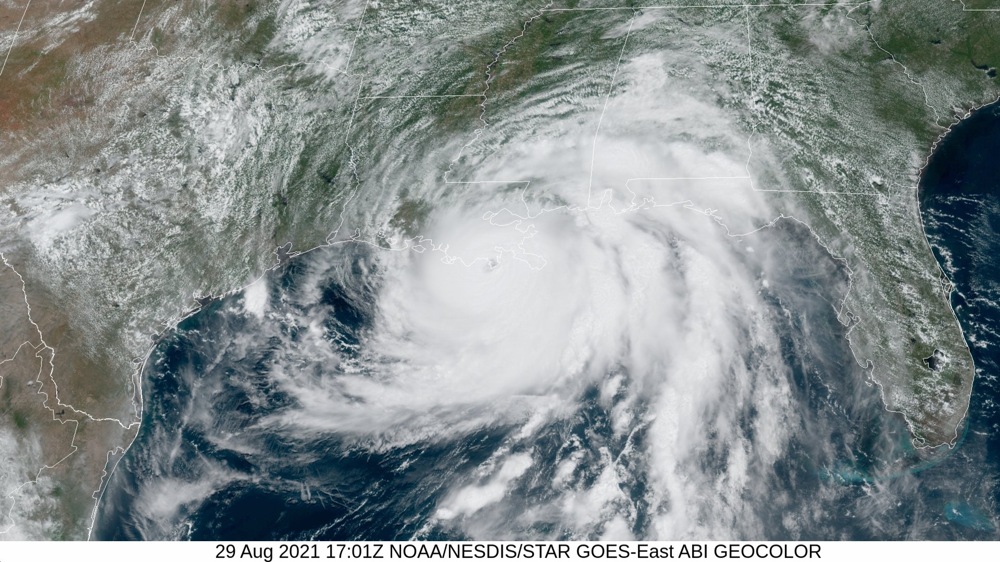 29 Aug 2021 17:01Z NOAA/NESDIS/STAR GOES-East ABI GEOCOLOR